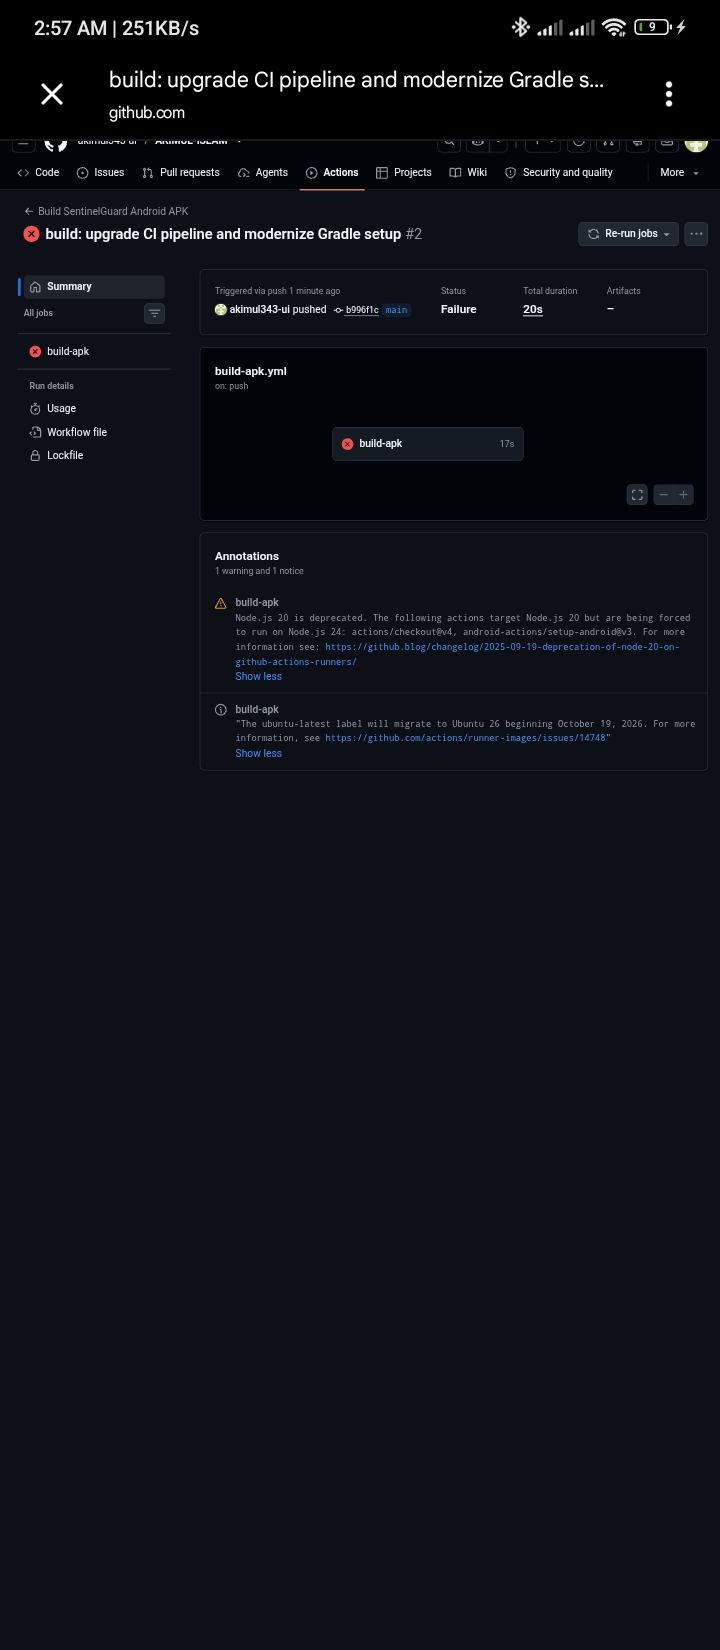 2:57 AM | 251KB/s
9
build: upgrade CI pipeline and modernize Gradle s...
github.com
akimul343-ui / AKIMUL-ISLAM
Code Issues Pull requests Agents Actions Projects Wiki Security and quality More
← Build SentinelGuard Android APK
build: upgrade CI pipeline and modernize Gradle setup #2
Re-run jobs
Summary
All jobs
build-apk
Run details
Usage
Workflow file
Lockfile
Triggered via push 1 minute ago
akimul343-ui pushed b996f1c main
Status
Failure
Total duration
20s
Artifacts
–
build-apk.yml
on: push
build-apk 17s
Annotations
1 warning and 1 notice
build-apk
Node.js 20 is deprecated. The following actions target Node.js 20 but are being forced
to run on Node.js 24: actions/checkout@v4, android-actions/setup-android@v3. For more
information see: https://github.blog/changelog/2025-09-19-deprecation-of-node-20-on-
github-actions-runners/
Show less
build-apk
"The ubuntu-latest label will migrate to Ubuntu 26 beginning October 19, 2026. For more
information, see https://github.com/actions/runner-images/issues/14748"
Show less